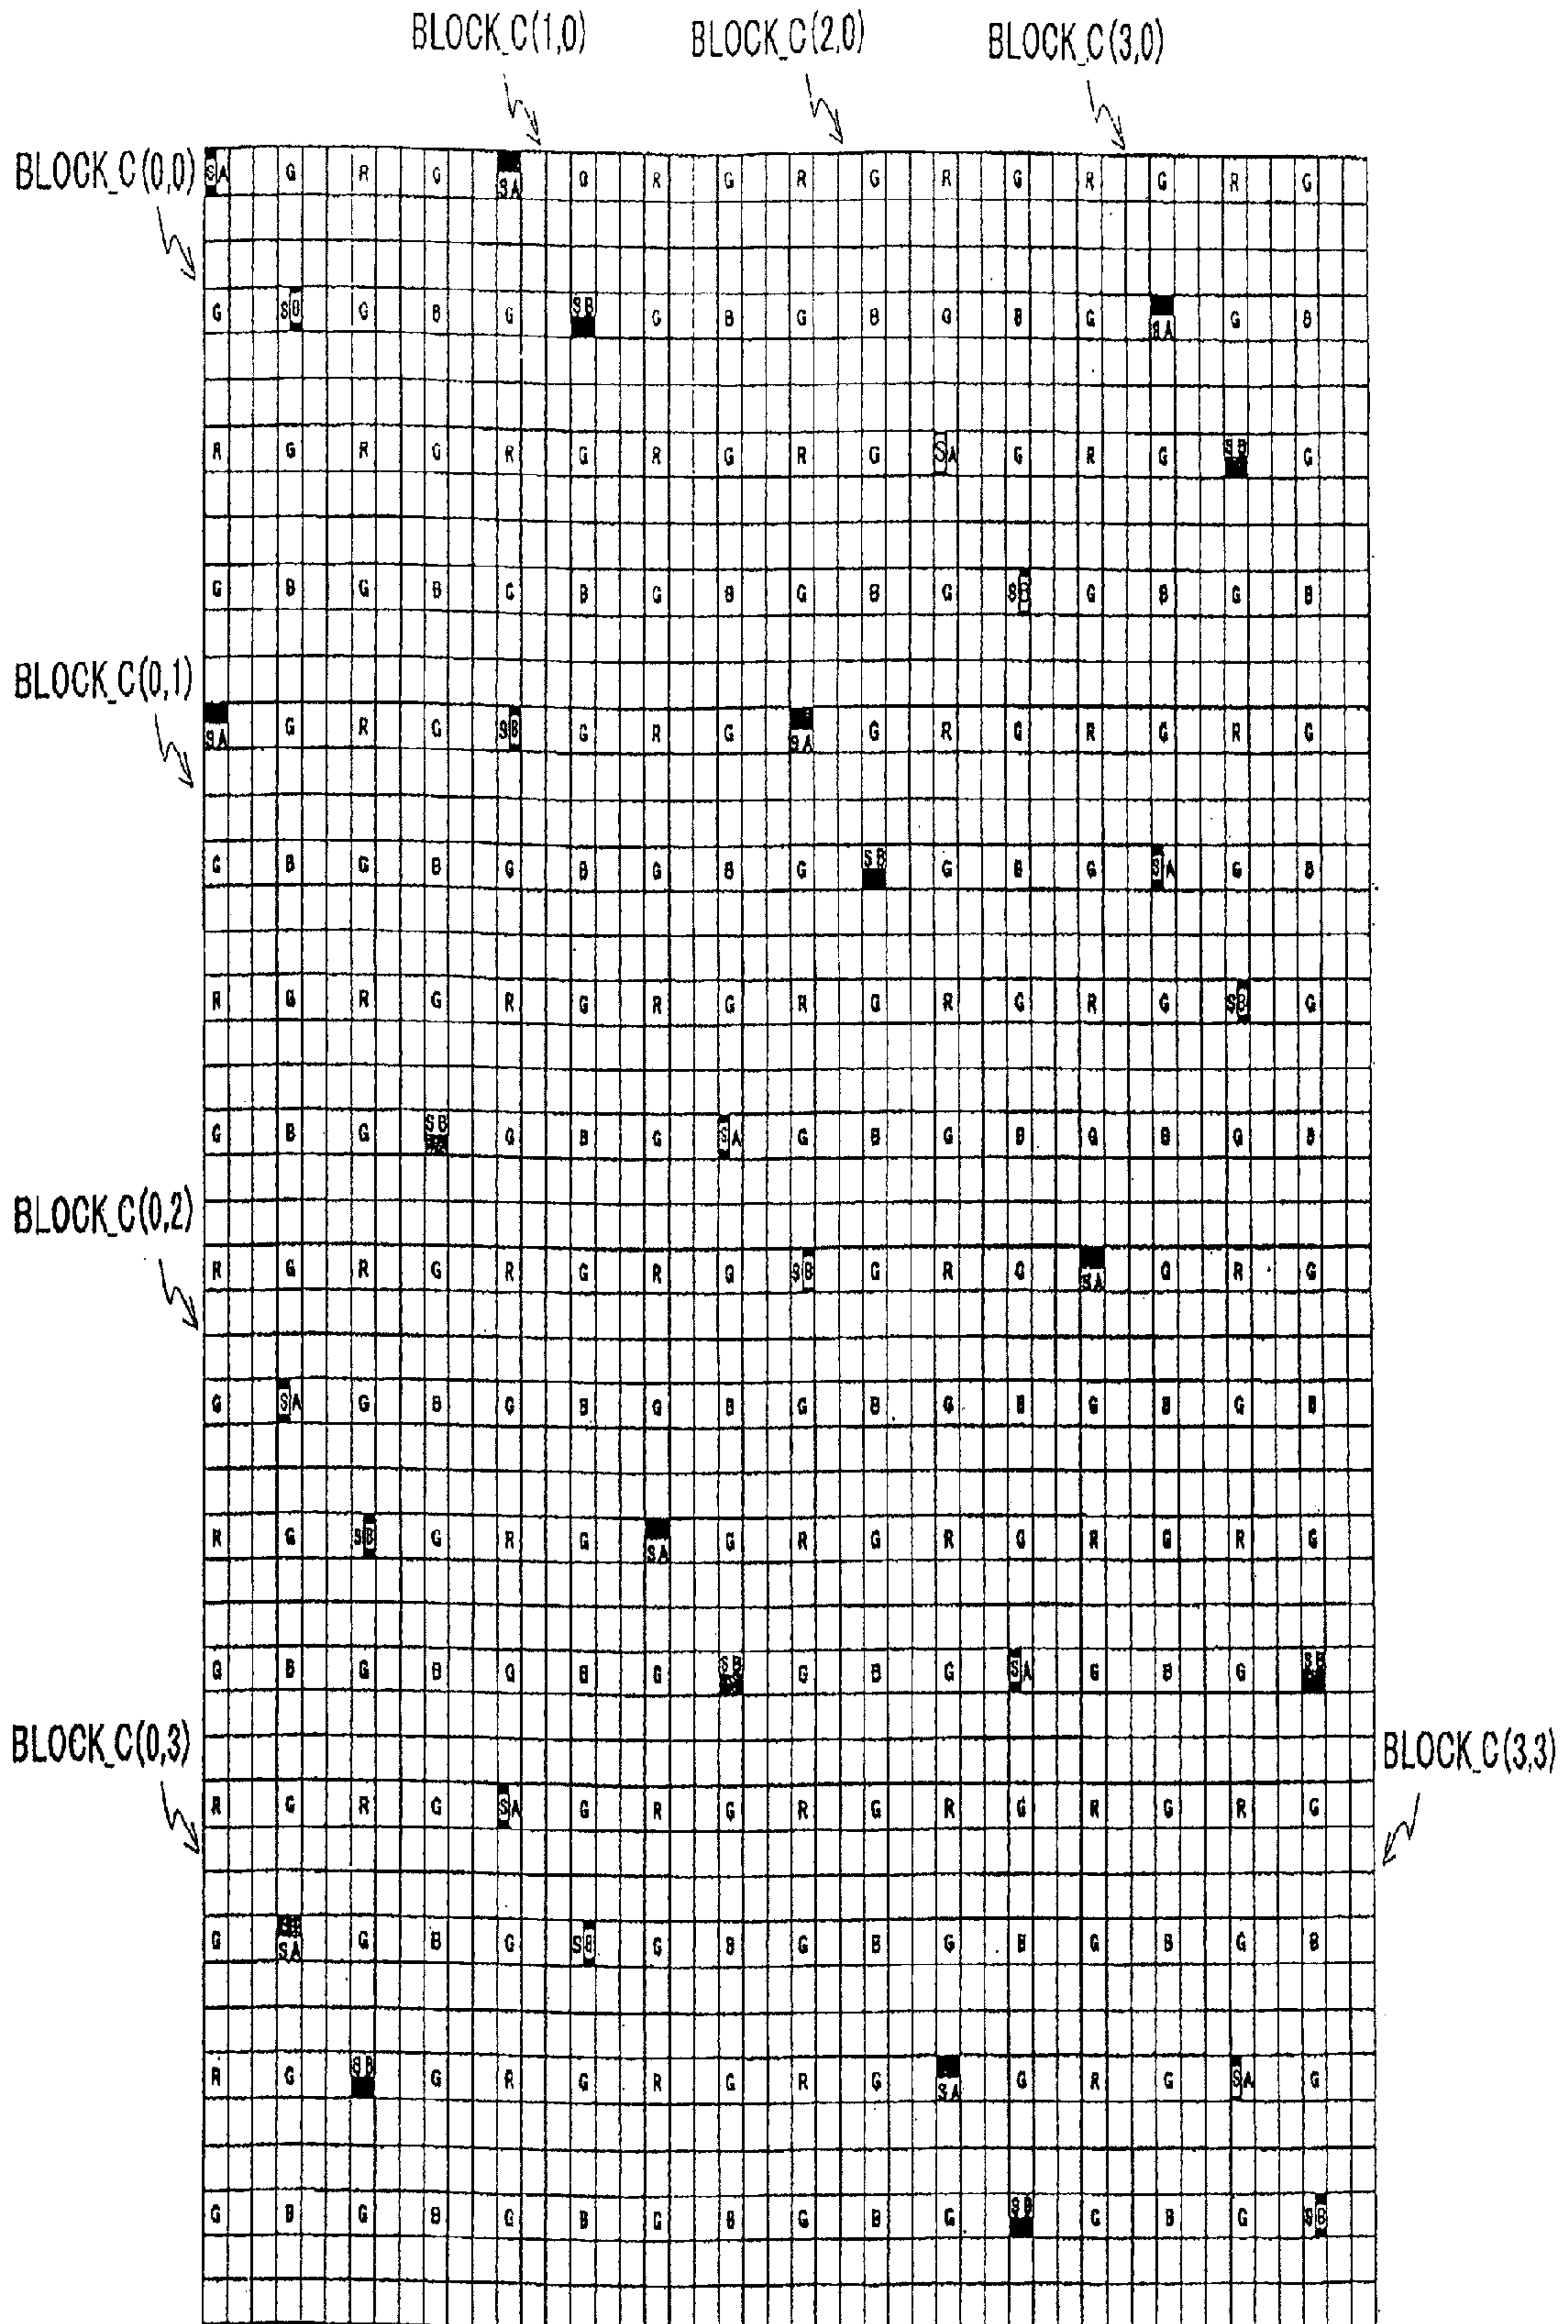 BLOCK_C(1,0) BLOCK_C(2,0) BLOCK_C(3,0)
BLOCK_C(0,0)
SA G R G SA G R G R G R G R G R G
G SB G B G SB G B G B G B G SA G B
R G R G R G R G R G SA G R G SB G
G B G B G B G B G B G SB G B G B
BLOCK_C(0,1)
SA G R G SB G R G SA G R G R G R G
G B G B G B G B G SB G B G SA G B
R G R G R G R G R G R G R G SB G
G B G SB G B G SA G B G B G B G B
BLOCK_C(0,2)
R G R G R G R G SB G R G SA G R G
G SA G B G B G B G B G B G B G B
R G SB G R G SA G R G R G R G R G
G B G B G B G SB G B G SA G B G SB
BLOCK_C(0,3)
BLOCK_C(3,3)
R G R G SA G R G R G R G R G R G
G SA G B G SB G B G B G B G B G B
R G SB G R G R G R G SA G R G SA G
G B G B G B G B G B G SB G B G SB